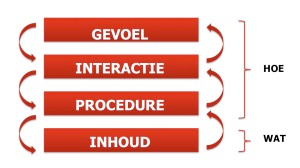 GEVOEL
INTERACTIE
HOE
PROCEDURE
INHOUD
WAT